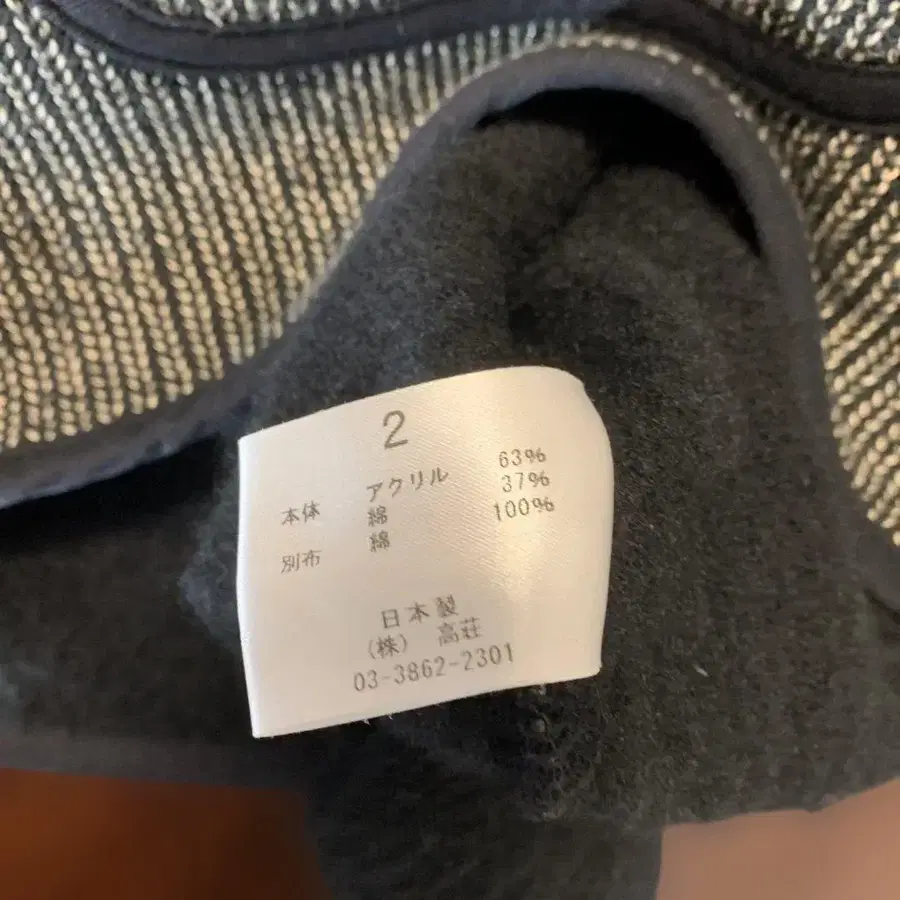 2
本体 アクリル 63%
綿 37%
別布 綿 100%
日本製
(株) 高荘
03-3862-2301